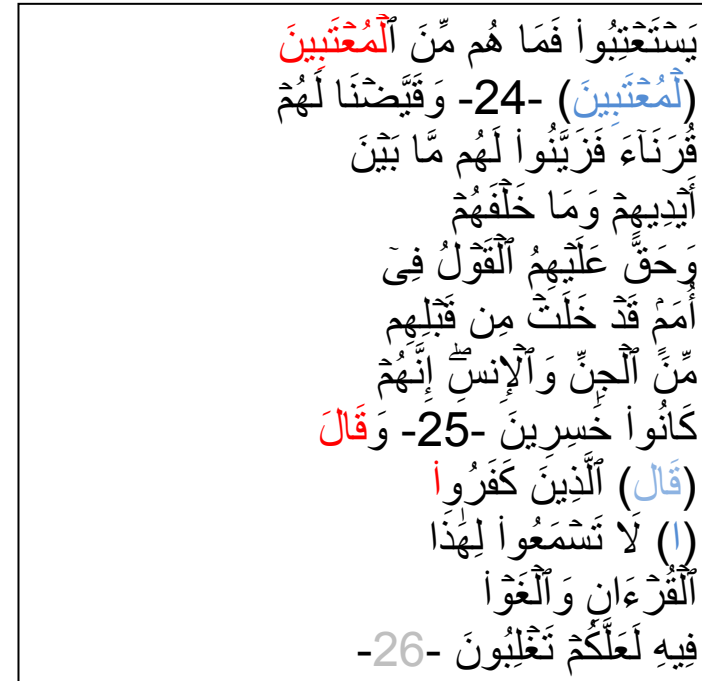 يَسۡتَعۡتِبُواْ فَمَا هُم مِّنَ ٱلۡمُعۡتَبِينَ
(لۡمُعۡتَبِينَ) -24- وَقَيَّضۡنَا لَهُمۡ
قُرَنَآءَ فَزَيَّنُواْ لَهُم مَّا بَيۡنَ
أَيۡدِيهِمۡ وَمَا خَلۡفَهُمۡ
وَحَقَّ عَلَيۡهِمُ ٱلۡقَوۡلُ فِيٓ
أُمَمٖ قَدۡ خَلَتۡ مِن قَبۡلِهِم
مِّنَ ٱلۡجِنِّ وَٱلۡإِنسِۖ إِنَّهُمۡ
كَانُواْ خَٰسِرِينَ -25- وَقَالَ
(قَال) ٱلَّذِينَ كَفَرُواْ
(ا) لَا تَسۡمَعُواْ لِهَٰذَا
ٱلۡقُرۡءَانِ وَٱلۡغَوۡاْ
فِيهِ لَعَلَّكُمۡ تَغۡلِبُونَ -26-